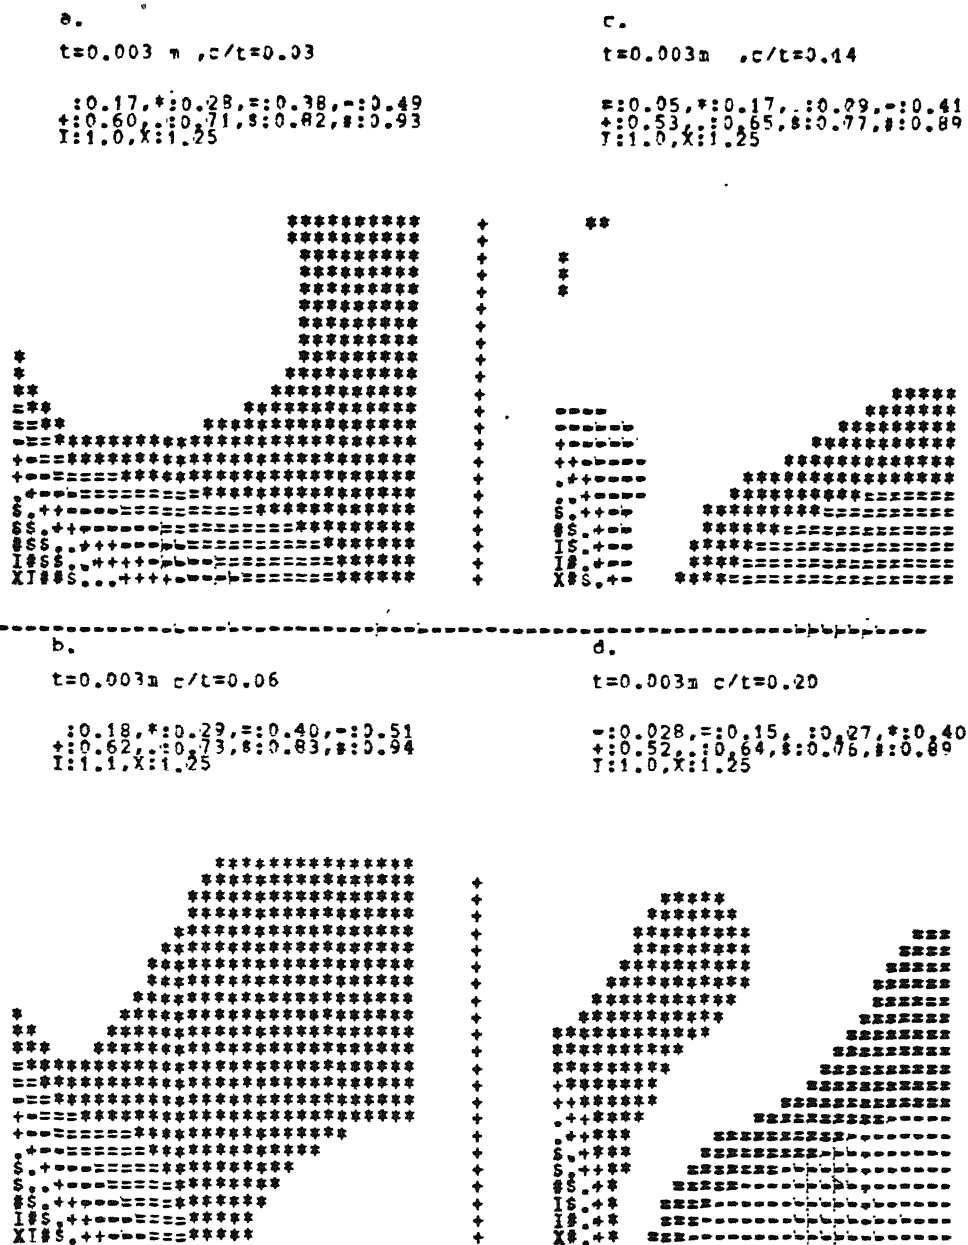 a.
t=0.003 m ,c/t=0.03
:0.17,*:0.28,=:0.38,-:0.49
+:0.60,.:0.71,S:0.82,#:0.93
I:1.0,X:1.25
c.
t=0.003m ,c/t=0.14
=:0.05,*:0.17, :0.29,-:0.41
+:0.53,.:0.65,S:0.77,#:0.89
I:1.0,X:1.25
b.
t=0.003m c/t=0.06
:0.18,*:0.29,=:0.40,-:0.51
+:0.62,.:0.73,S:0.83,#:0.94
I:1.1,X:1.25
d.
t=0.003m c/t=0.20
-:0.028,=:0.15, :0.27,*:0.40
+:0.52,.:0.64,S:0.76,#:0.89
I:1.0,X:1.25